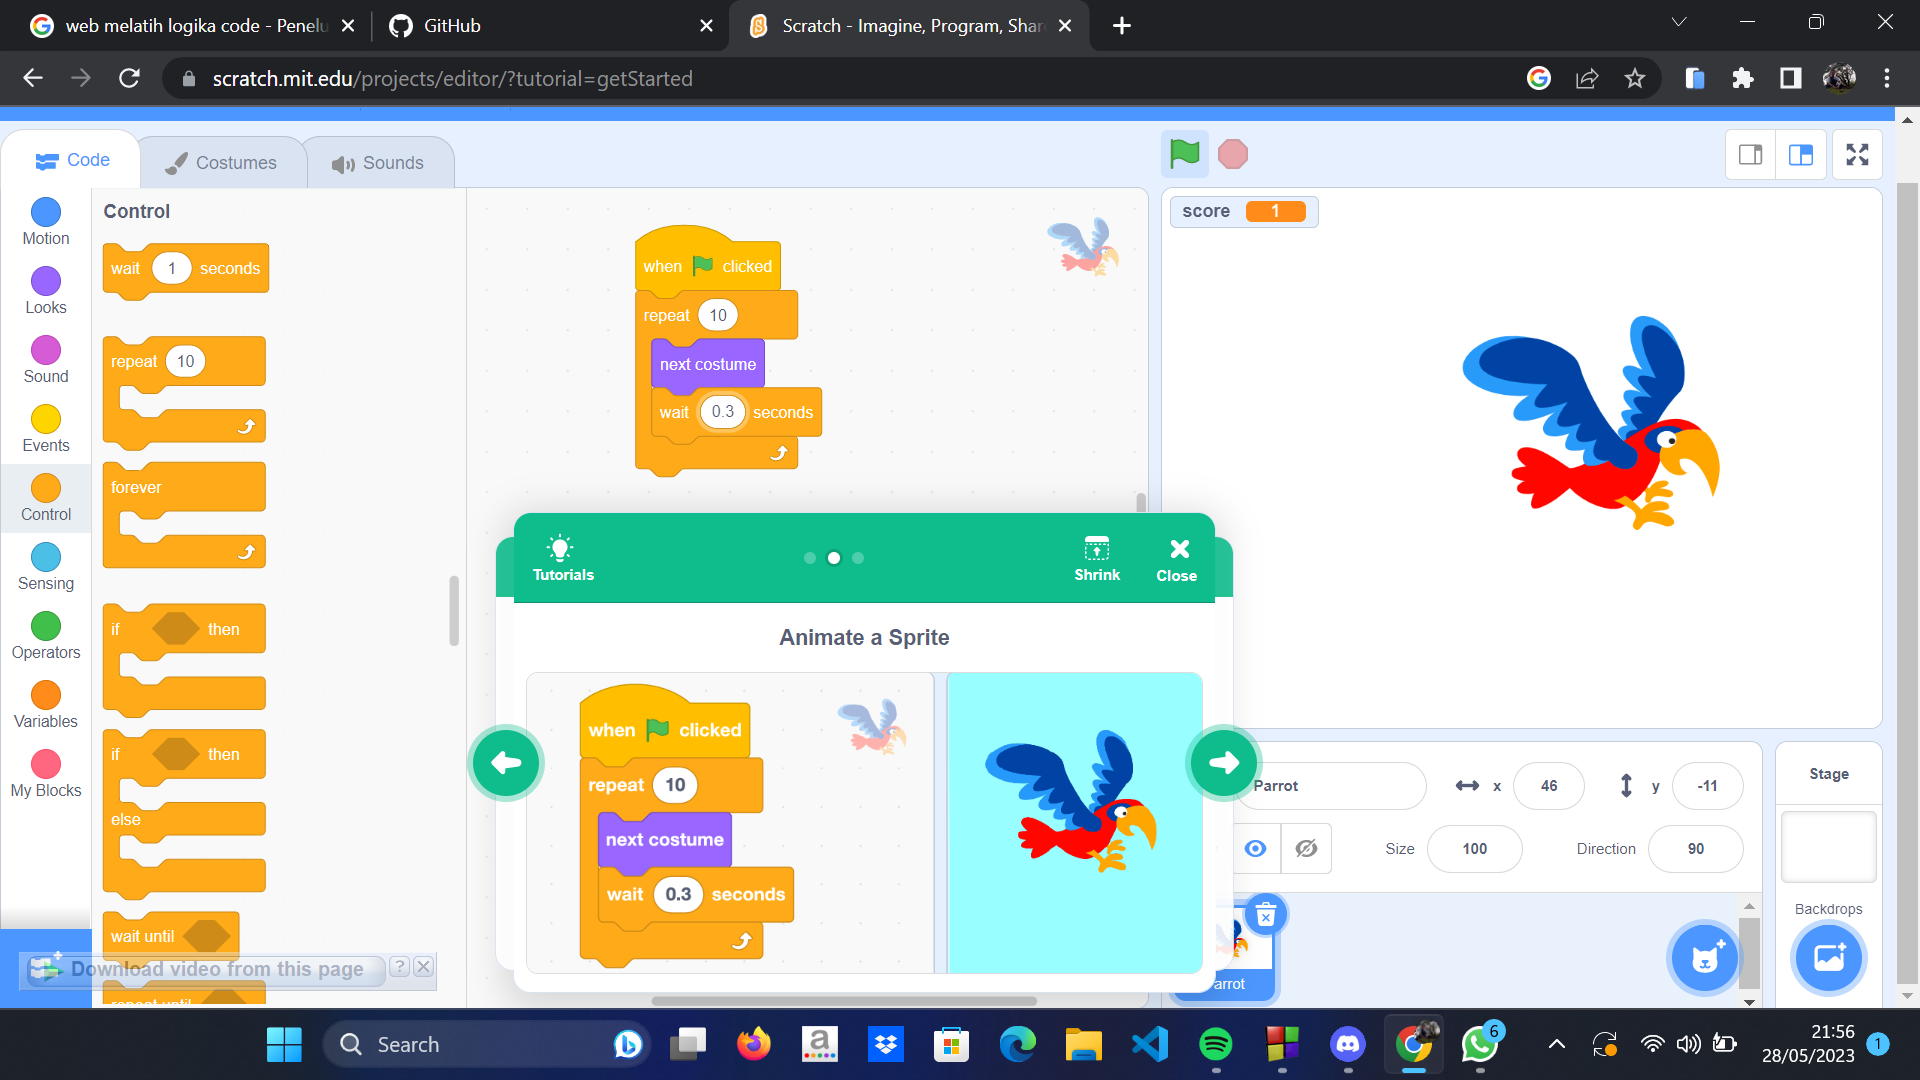 web melatih logika code - Penelu
GitHub
Scratch - Imagine, Program, Shar
scratch.mit.edu/projects/editor/?tutorial=getStarted
Code
Costumes
Sounds
Motion
Looks
Sound
Events
Control
Sensing
Operators
Variables
My Blocks
Control
wait 1 seconds
repeat 10
forever
if then
if then
else
wait until
repeat until
Download video from this page ?
when clicked
repeat 10
next costume
wait 0.3 seconds
score 1
Tutorials
Shrink
Close
Animate a Sprite
when clicked
repeat 10
next costume
wait 0.3 seconds
Parrot
x 46
y -11
Size 100
Direction 90
arrot
Stage
Backdrops
Search
6
21:56
28/05/2023
1